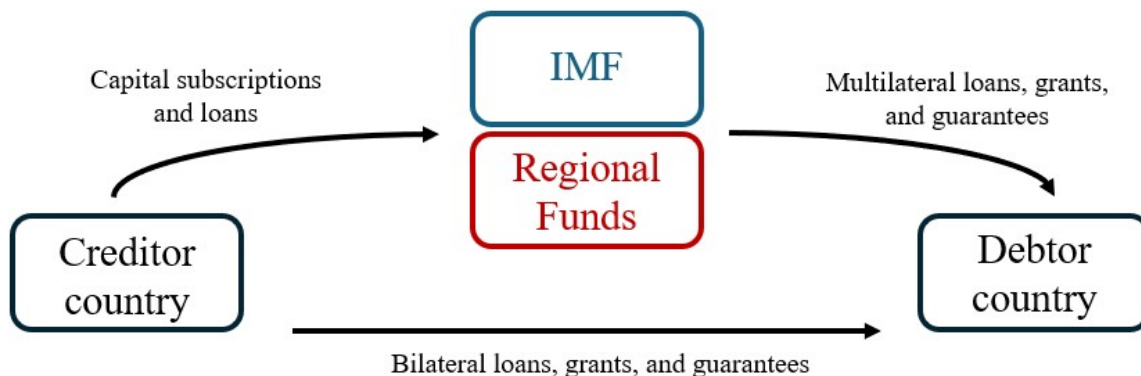 IMF
Capital subscriptions
and loans
Multilateral loans, grants,
and guarantees
Regional
Funds
Creditor
country
Debtor
country
Bilateral loans, grants, and guarantees